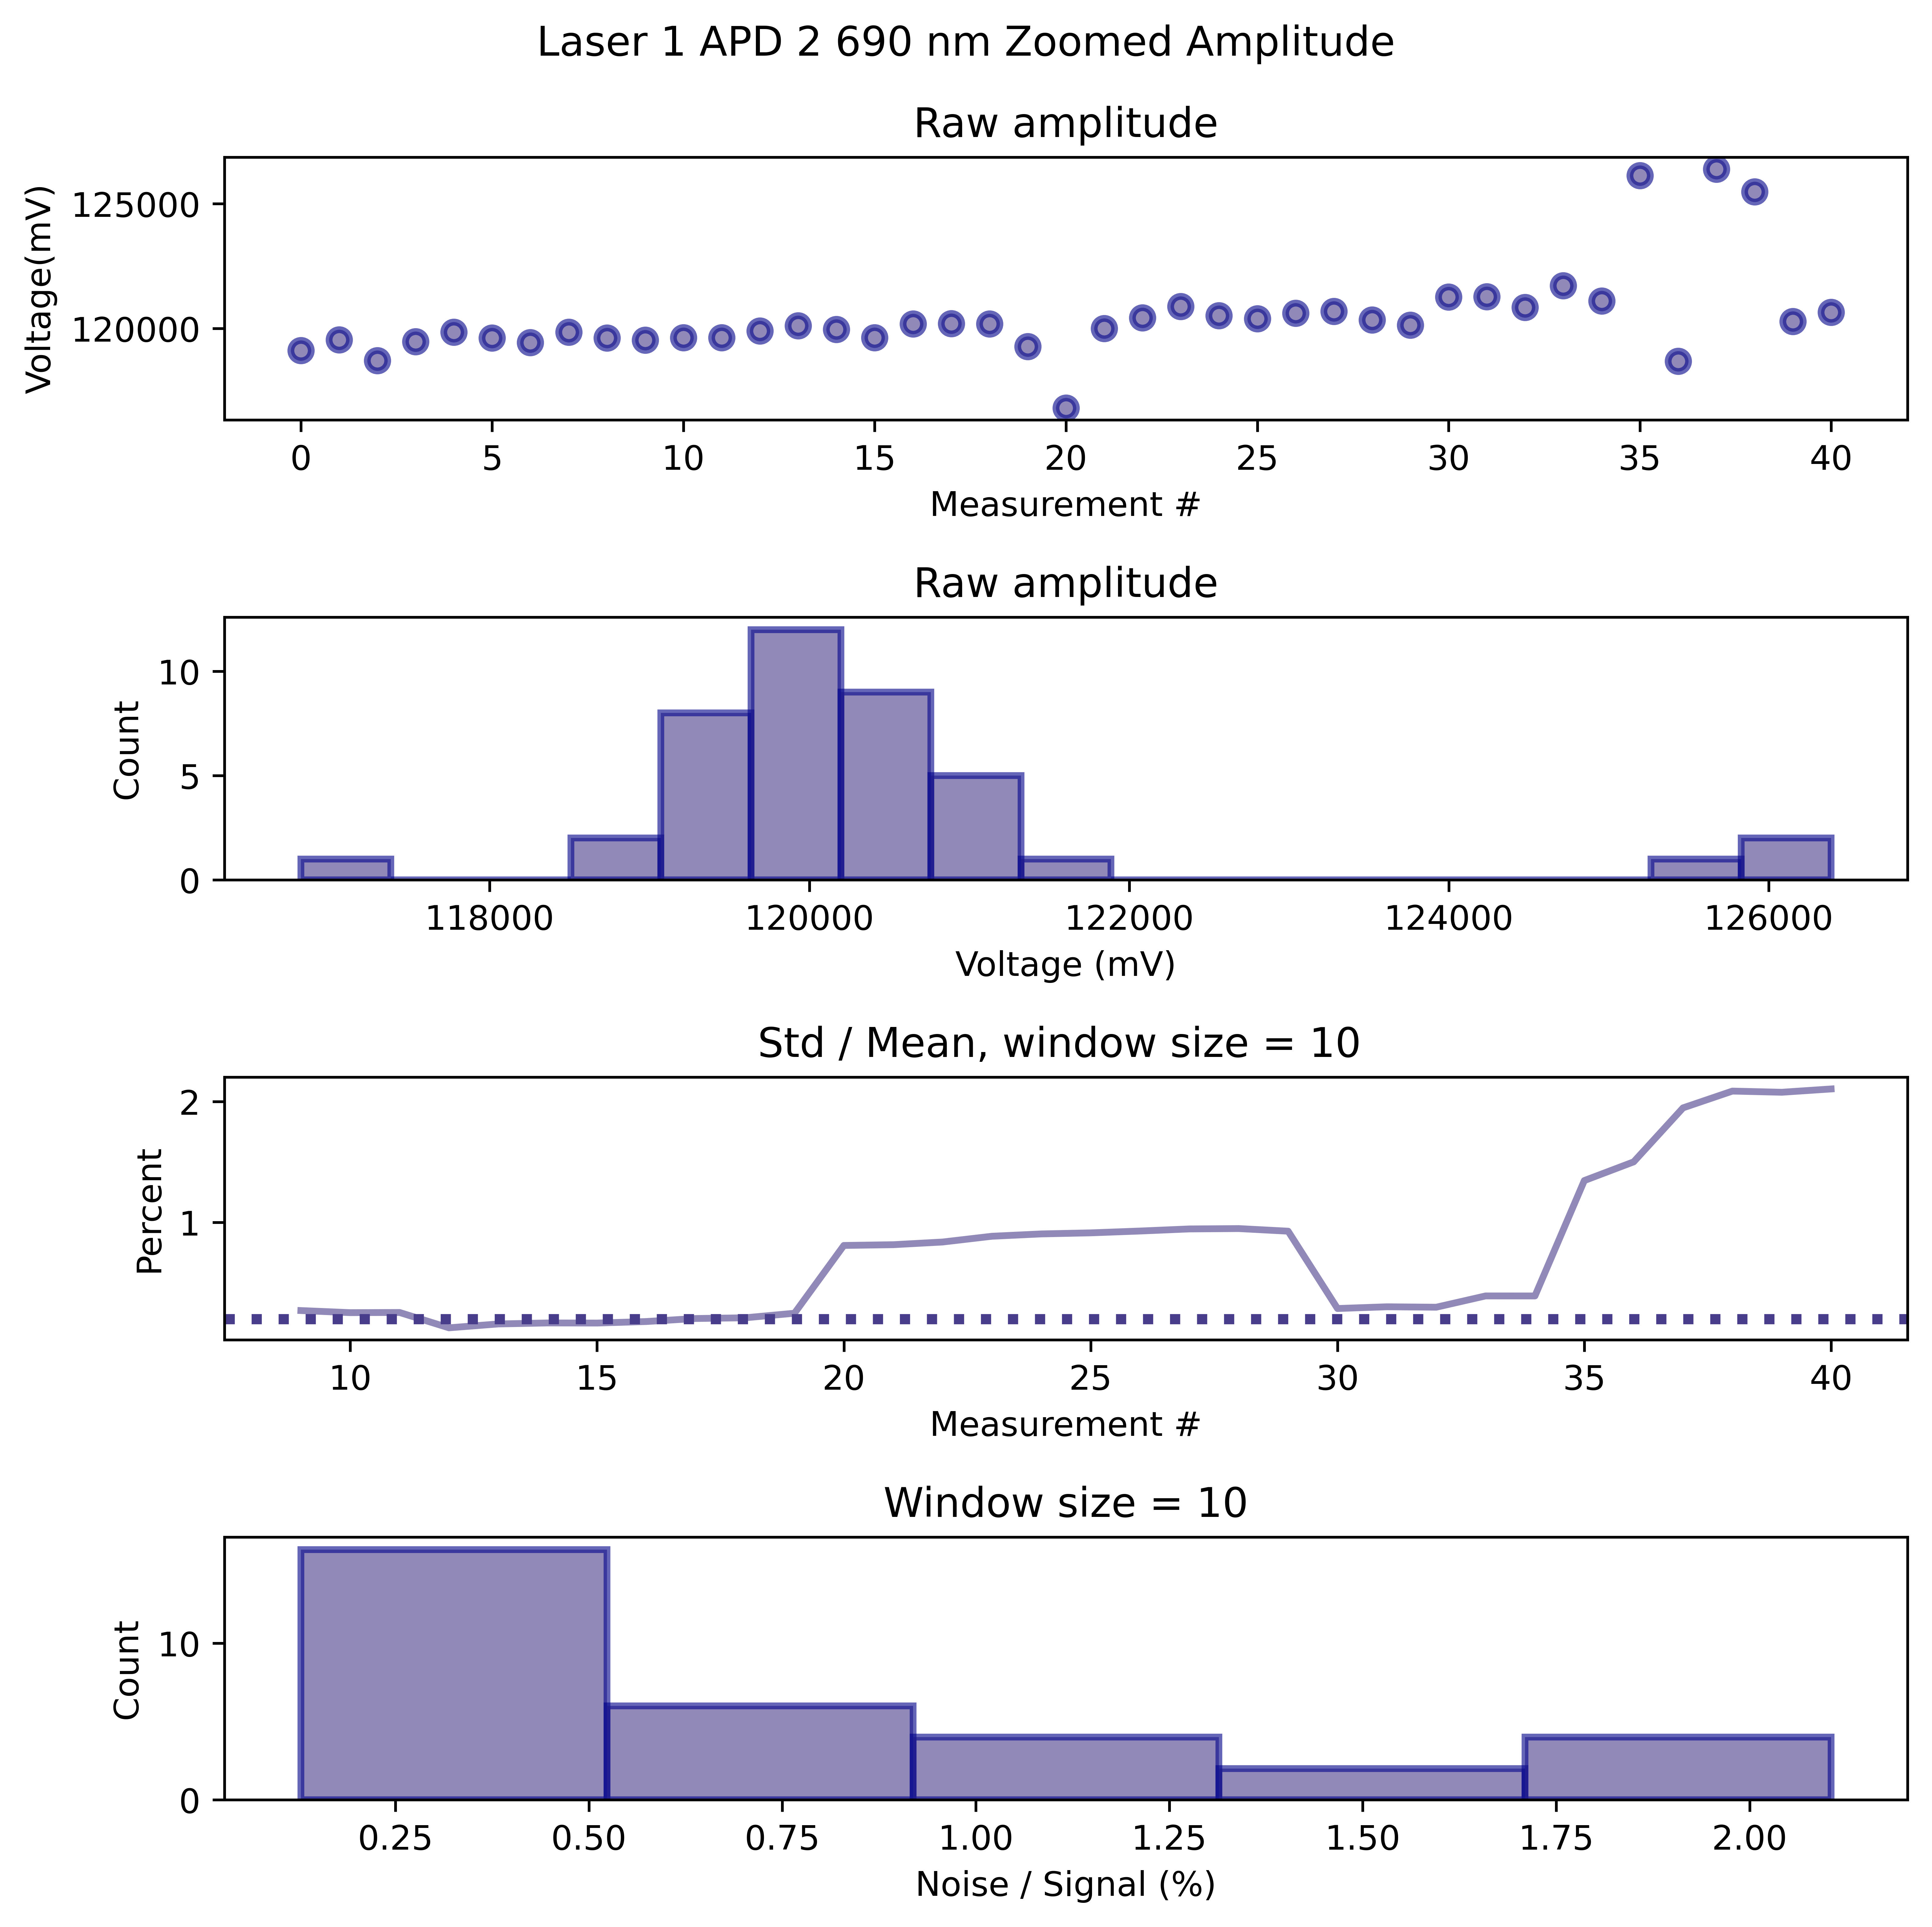 Laser 1 APD 2 690 nm Zoomed Amplitude
Raw amplitude
Voltage(mV)
125000
120000
0 5 10 15 20 25 30 35 40
Measurement #
Raw amplitude
Count
10
5
0
118000 120000 122000 124000 126000
Voltage (mV)
Std / Mean, window size = 10
Percent
2
1
10 15 20 25 30 35 40
Measurement #
Window size = 10
Count
10
0
0.25 0.50 0.75 1.00 1.25 1.50 1.75 2.00
Noise / Signal (%)